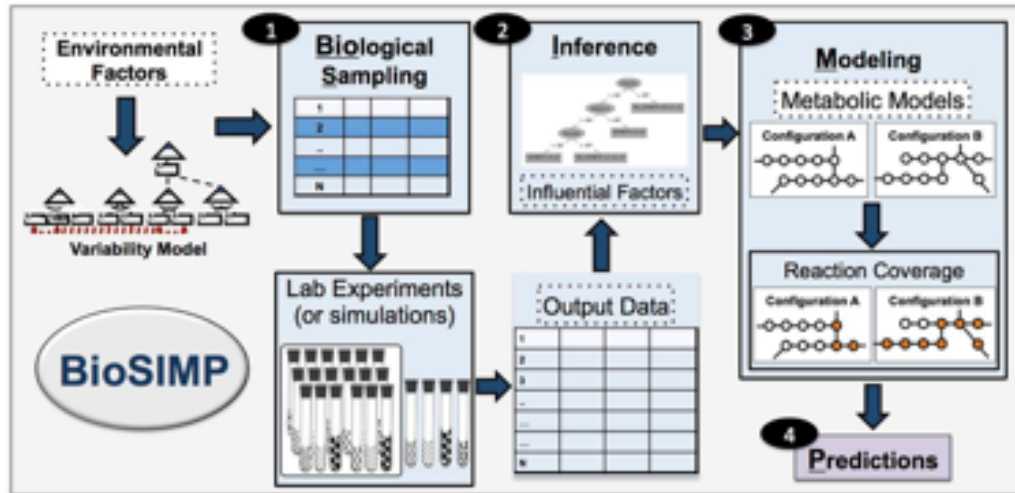 Environmental
Factors
Variability Model
BioSIMP
1
Biological
Sampling
1
2
..
...
N
Lab Experiments
(or simulations)
Output Data
1
2
3
..
...
...
N
2
Inference
Influential Factors
3
Modeling
Metabolic Models
Configuration A
Configuration B
Reaction Coverage
Configuration A
Configuration B
4
Predictions